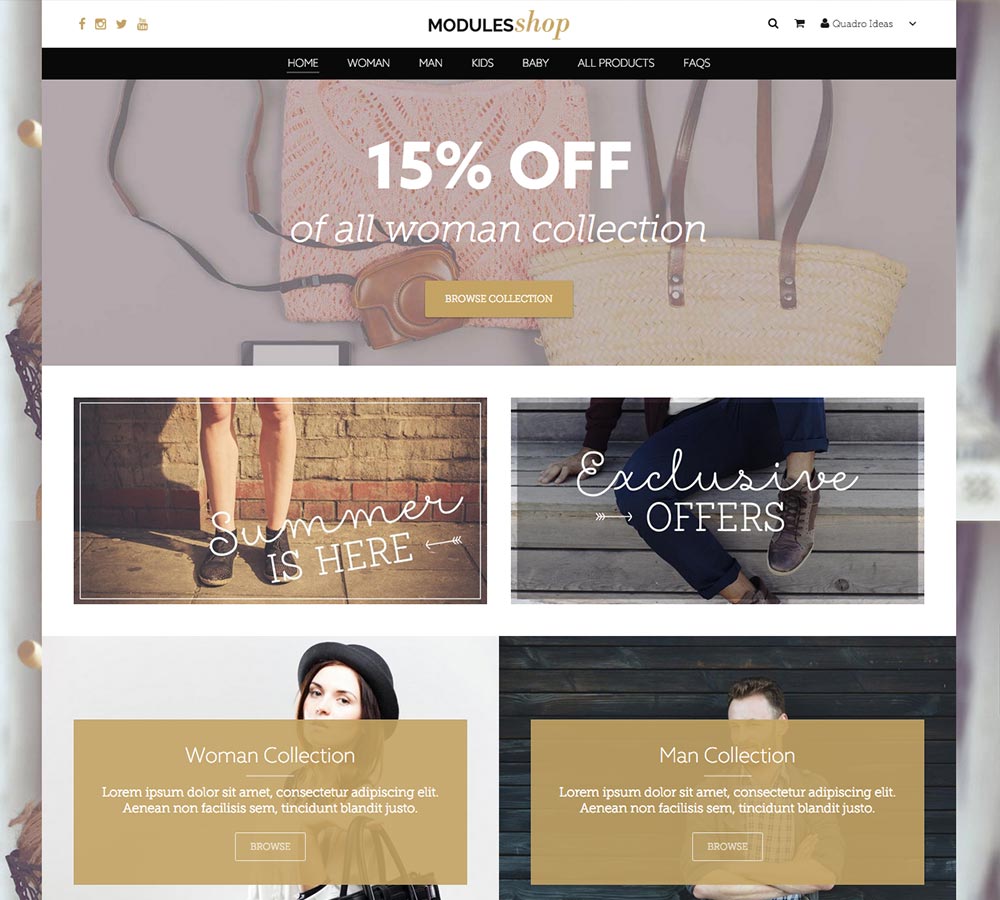 MODULESshop
Quadro Ideas
HOME WOMAN MAN KIDS BABY ALL PRODUCTS FAQS
15% OFF
of all woman collection
BROWSE COLLECTION
Summer
IS HERE
Exclusive
OFFERS
Woman Collection
Lorem ipsum dolor sit amet, consectetur adipiscing elit.
Aenean non facilisis sem, tincidunt blandit justo.
BROWSE
Man Collection
Lorem ipsum dolor sit amet, consectetur adipiscing elit.
Aenean non facilisis sem, tincidunt blandit justo.
BROWSE